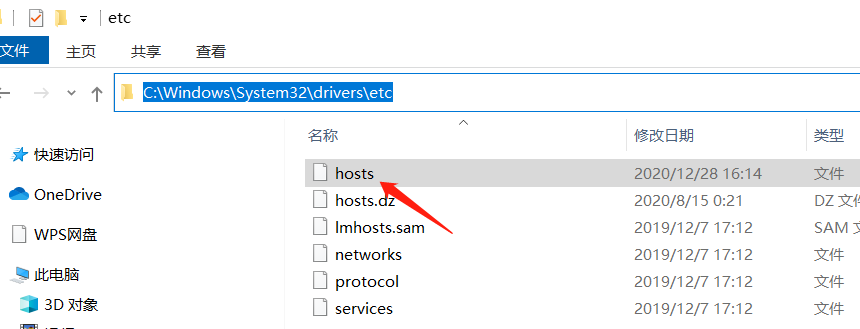 etc
文件 主页 共享 查看
C:\Windows\System32\drivers\etc
名称 修改日期 类型
快速访问
OneDrive
WPS网盘
此电脑
3D 对象
hosts 2020/12/28 16:14 文件
hosts.dz 2020/8/15 0:21 DZ 文
lmhosts.sam 2019/12/7 17:12 SAM
networks 2019/12/7 17:12 文件
protocol 2019/12/7 17:12 文件
services 2019/12/7 17:12 文件